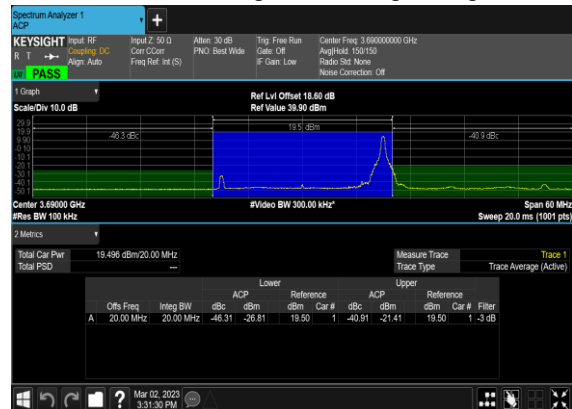 Spectrum Analyzer 1
ACP
+
KEYSIGHT Input: RF Input Z: 50 Ω Atten: 30 dB Trig: Free Run Center Freq: 3.690000000 GHz
R T Coupling: DC Corr CCorr PNO: Best Wide Gate: Off Avg|Hold: 150/150
Align: Auto Freq Ref: Int (S) IF Gain: Low Radio Std: None
PASS Noise Correction: Off
1 Graph Ref Lvl Offset 18.60 dB
Scale/Div 10.0 dB Ref Value 39.90 dBm
29.9
19.9 19.5 dBm
9.90 -46.3 dBc -40.9 dBc
-0.10
-10.1
-20.1
-30.1
-40.1
-50.1
Center 3.69000 GHz #Video BW 300.00 kHz* Span 60 MHz
#Res BW 100 kHz Sweep 20.0 ms (1001 pts)
2 Metrics
Total Car Pwr 19.496 dBm/20.00 MHz Measure Trace Trace 1
Total PSD --- Trace Type Trace Average (Active)
Lower Upper
ACP Reference ACP Reference
Offs Freq Integ BW dBc dBm dBm Car # dBc dBm dBm Car # Filter
A 20.00 MHz 20.00 MHz -46.31 -26.81 19.50 1 -40.91 -21.41 19.50 1 -3 dB
? Mar 02, 2023
3:31:30 PM